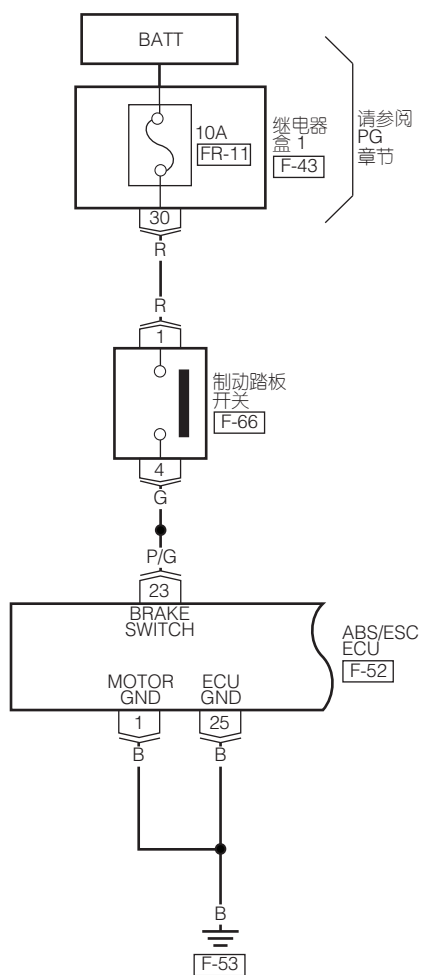 BATT
10A
FR-11
继电器
盒 1
F-43
请参阅
PG
章节
30
R
R
1
制动踏板
开关
F-66
4
G
P/G
23
BRAKE
SWITCH
ABS/ESC
ECU
F-52
MOTOR
GND
ECU
GND
1
25
B
B
B
F-53